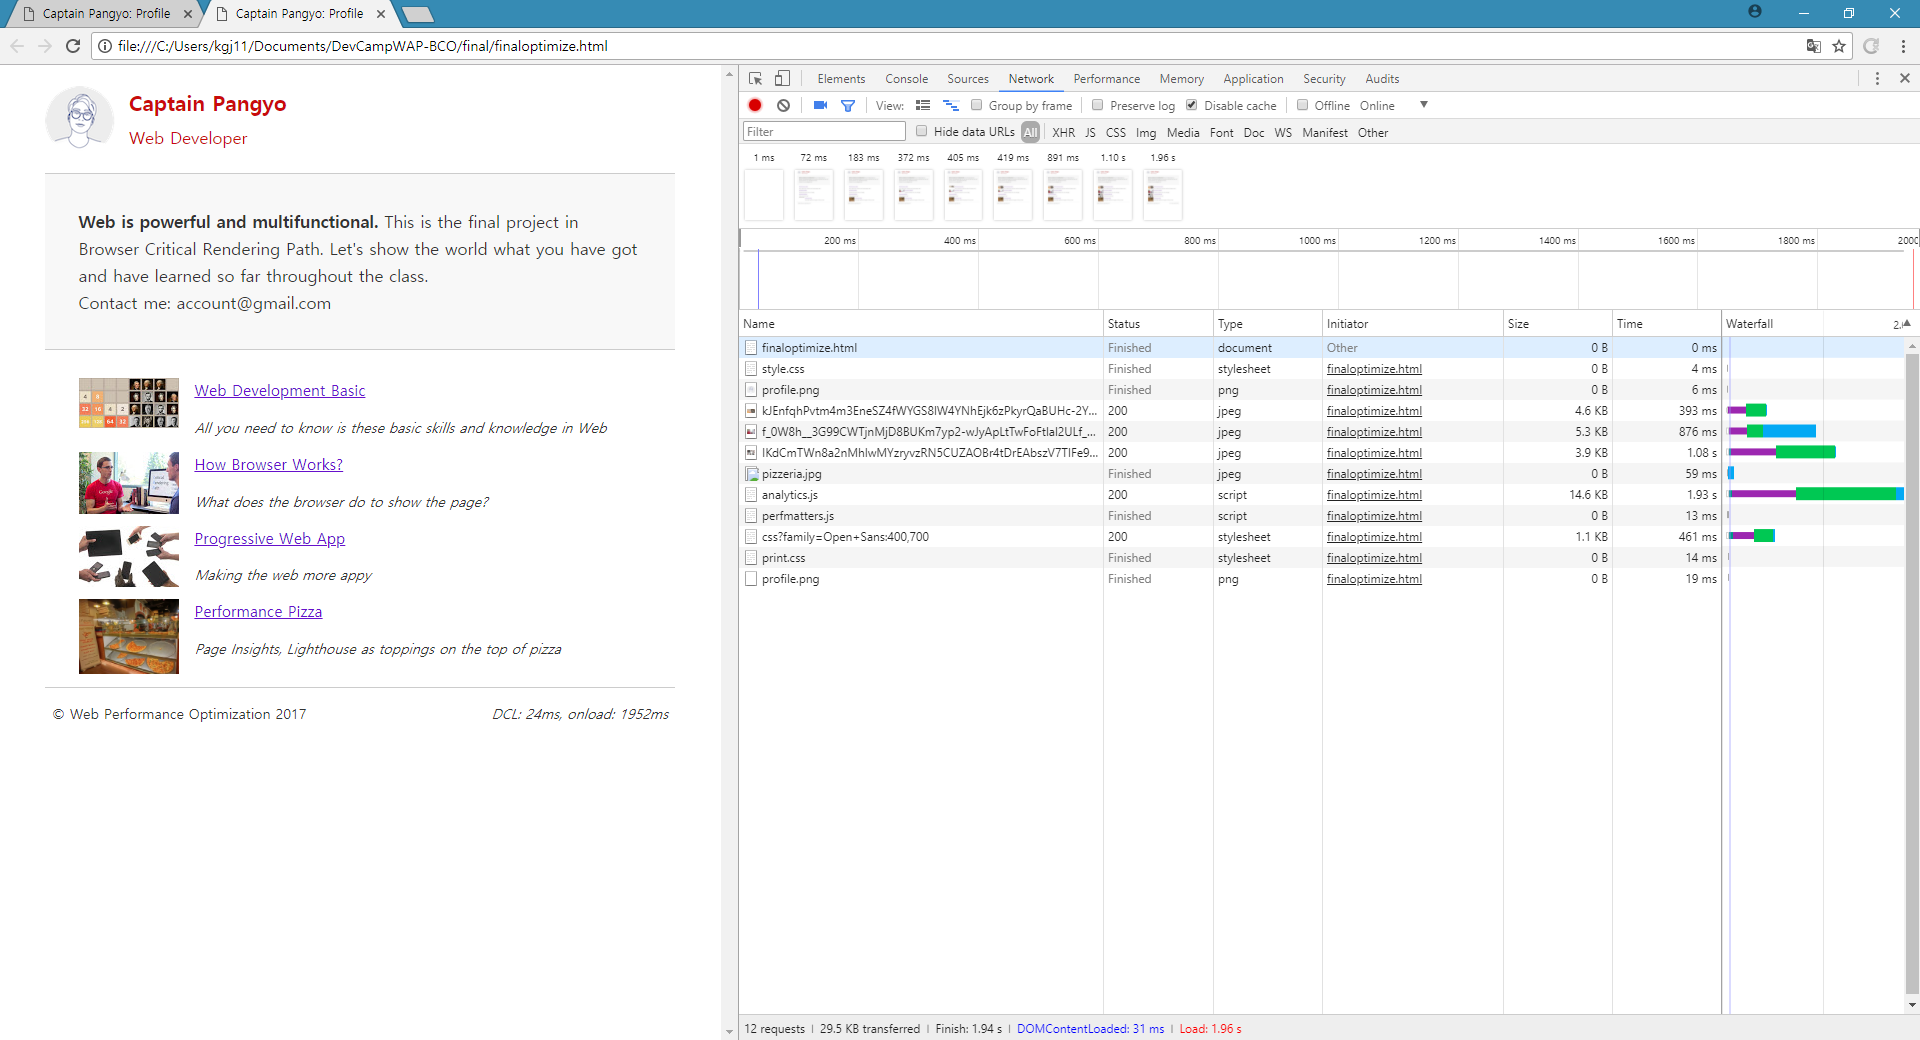 Captain Pangyo: Profile
Captain Pangyo: Profile
file:///C:/Users/kgj11/Documents/DevCampWAP-BCO/final/finaloptimize.html
Captain Pangyo
Web Developer
Web is powerful and multifunctional. This is the final project in
Browser Critical Rendering Path. Let's show the world what you have got
and have learned so far throughout the class.
Contact me: account@gmail.com
Web Development Basic
All you need to know is these basic skills and knowledge in Web
How Browser Works?
What does the browser do to show the page?
Progressive Web App
Making the web more appy
Performance Pizza
Page Insights, Lighthouse as toppings on the top of pizza
© Web Performance Optimization 2017
DCL: 24ms, onload: 1952ms
Elements Console Sources Network Performance Memory Application Security Audits
View: Group by frame Preserve log Disable cache Offline Online
Filter Hide data URLs All XHR JS CSS Img Media Font Doc WS Manifest Other
1 ms 72 ms 183 ms 372 ms 405 ms 419 ms 891 ms 1.10 s 1.96 s
200 ms 400 ms 600 ms 800 ms 1000 ms 1200 ms 1400 ms 1600 ms 1800 ms 2000
Name Status Type Initiator Size Time Waterfall
finaloptimize.html Finished document Other 0 B 0 ms
style.css Finished stylesheet finaloptimize.html 0 B 4 ms
profile.png Finished png finaloptimize.html 0 B 6 ms
200 jpeg finaloptimize.html 4.6 KB 393 ms
200 jpeg finaloptimize.html 5.3 KB 876 ms
200 jpeg finaloptimize.html 3.9 KB 1.08 s
pizzeria.jpg Finished jpeg finaloptimize.html 0 B 59 ms
analytics.js 200 script finaloptimize.html 14.6 KB 1.93 s
perfmatters.js Finished script finaloptimize.html 0 B 13 ms
css?family=Open+Sans:400,700 200 stylesheet finaloptimize.html 1.1 KB 461 ms
print.css Finished stylesheet finaloptimize.html 0 B 14 ms
profile.png Finished png finaloptimize.html 0 B 19 ms
12 requests | 29.5 KB transferred | Finish: 1.94 s | DOMContentLoaded: 31 ms | Load: 1.96 s